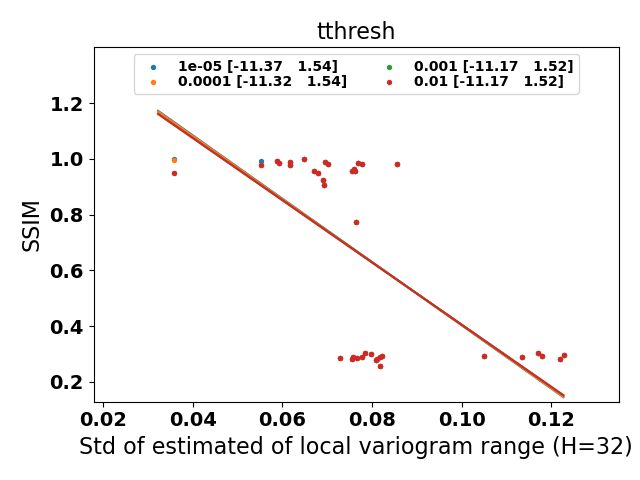 tthresh
1e-05 [-11.37 1.54]
0.0001 [-11.32 1.54]
0.001 [-11.17 1.52]
0.01 [-11.17 1.52]
SSIM
1.2
1.0
0.8
0.6
0.4
0.2
0.02 0.04 0.06 0.08 0.10 0.12
Std of estimated of local variogram range (H=32)